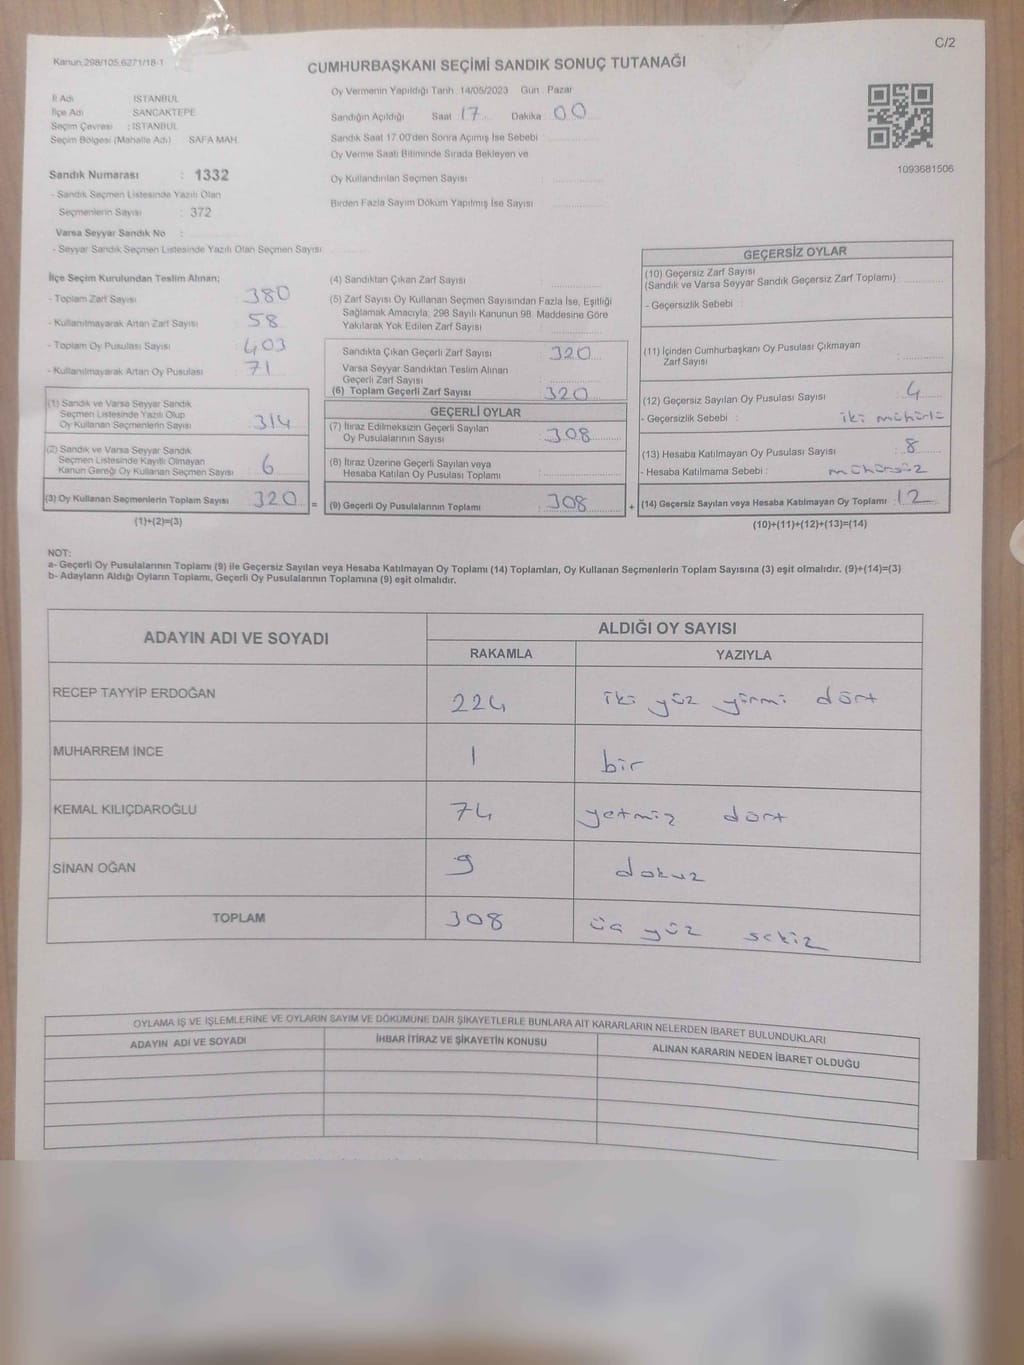 C/2
Kanun 298/105,6271/18-1
CUMHURBAŞKANI SEÇİMİ SANDIK SONUÇ TUTANAĞI
İl Adı İSTANBUL
İlçe Adı SANCAKTEPE
Seçim Çevresi : İSTANBUL
Seçim Bölgesi (Mahalle Adı) SAFA MAH.
Oy Vermenin Yapıldığı Tarih 14/05/2023 Gün Pazar
Sandığın Açıldığı Saat 17 Dakika 00
Sandık Saat 17.00'den Sonra Açılmış İse Sebebi
Oy Verme Saati Bitiminde Sırada Bekleyen ve
Oy Kullandırılan Seçmen Sayısı :
Birden Fazla Sayım Döküm Yapılmış İse Sayısı
1093681506
Sandık Numarası : 1332
- Sandık Seçmen Listesinde Yazılı Olan
Seçmenlerin Sayısı : 372
Varsa Seyyar Sandık No :
- Seyyar Sandık Seçmen Listesinde Yazılı Olan Seçmen Sayısı
İlçe Seçim Kurulundan Teslim Alınan;
- Toplam Zarf Sayısı 380
- Kullanılmayarak Artan Zarf Sayısı 58
- Toplam Oy Pusulası Sayısı 403
- Kullanılmayarak Artan Oy Pusulası 71
(1) Sandık ve Varsa Seyyar Sandık
Seçmen Listesinde Yazılı Olup
Oy Kullanan Seçmenlerin Sayısı 314
(2) Sandık ve Varsa Seyyar Sandık
Seçmen Listesinde Kayıtlı Olmayan
Kanun Gereği Oy Kullanan Seçmen Sayısı 6
(3) Oy Kullanan Seçmenlerin Toplam Sayısı 320 =
(1)+(2)=(3)
(4) Sandıktan Çıkan Zarf Sayısı :
(5) Zarf Sayısı Oy Kullanan Seçmen Sayısından Fazla İse, Eşitliği
Sağlamak Amacıyla; 298 Sayılı Kanunun 98. Maddesine Göre
Yakılarak Yok Edilen Zarf Sayısı
Sandıkta Çıkan Geçerli Zarf Sayısı 320
Varsa Seyyar Sandıktan Teslim Alınan
Geçerli Zarf Sayısı
(6) Toplam Geçerli Zarf Sayısı 320
GEÇERLİ OYLAR
(7) İtiraz Edilmeksizin Geçerli Sayılan
Oy Pusulalarının Sayısı 308
(8) İtiraz Üzerine Geçerli Sayılan veya
Hesaba Katılan Oy Pusulası Toplamı
(9) Geçerli Oy Pusulalarının Toplamı 308 +
GEÇERSİZ OYLAR
(10) Geçersiz Zarf Sayısı
(Sandık ve Varsa Seyyar Sandık Geçersiz Zarf Toplamı)
- Geçersizlik Sebebi :
(11) İçinden Cumhurbaşkanı Oy Pusulası Çıkmayan
Zarf Sayısı :
(12) Geçersiz Sayılan Oy Pusulası Sayısı 4
- Geçersizlik Sebebi : iki mühürlü
(13) Hesaba Katılmayan Oy Pusulası Sayısı 8
- Hesaba Katılmama Sebebi : mühürsüz
(14) Geçersiz Sayılan veya Hesaba Katılmayan Oy Toplamı 12
(10)+(11)+(12)+(13)=(14)
NOT:
a- Geçerli Oy Pusulalarının Toplamı (9) ile Geçersiz Sayılan veya Hesaba Katılmayan Oy Toplamı (14) Toplamları, Oy Kullanan Seçmenlerin Toplam Sayısına (3) eşit olmalıdır. (9)+(14)=(3)
b- Adayların Aldığı Oyların Toplamı, Geçerli Oy Pusulalarının Toplamına (9) eşit olmalıdır.
ADAYIN ADI VE SOYADI ALDIĞI OY SAYISI
RAKAMLA YAZIYLA
RECEP TAYYİP ERDOĞAN 224 iki yüz yirmi dört
MUHARREM İNCE 1 bir
KEMAL KILIÇDAROĞLU 74 yetmiz dört
SİNAN OĞAN 9 dokuz
TOPLAM 308 üç yüz sekiz
OYLAMA İŞ VE İŞLEMLERİNE VE OYLARIN SAYIM VE DÖKÜMÜNE DAİR ŞİKAYETLERLE BUNLARA AİT KARARLARIN NELERDEN İBARET BULUNDUKLARI
ADAYIN ADI VE SOYADI İHBAR İTİRAZ VE ŞİKAYETİN KONUSU ALINAN KARARIN NEDEN İBARET OLDUĞU